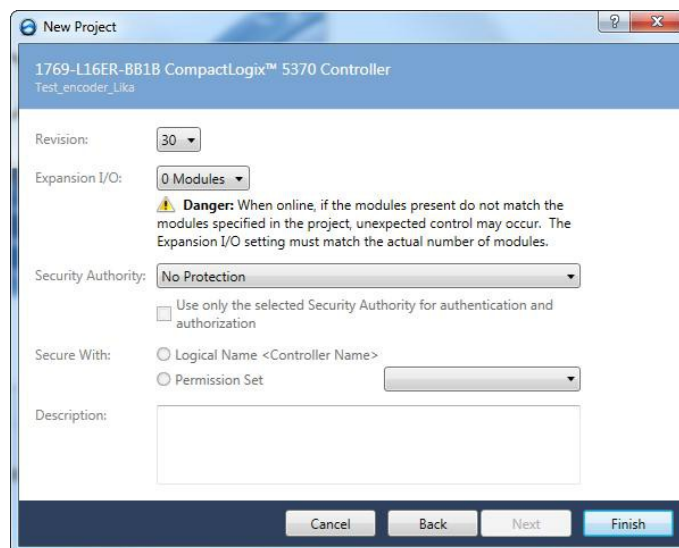 New Project
1769-L16ER-BB1B CompactLogix™ 5370 Controller
Test_encoder_Lika
Revision:
30
Expansion I/O:
0 Modules
Danger: When online, if the modules present do not match the
modules specified in the project, unexpected control may occur. The
Expansion I/O setting must match the actual number of modules.
Security Authority:
No Protection
Use only the selected Security Authority for authentication and
authorization
Secure With:
Logical Name <Controller Name>
Permission Set
Description:
Cancel
Back
Next
Finish